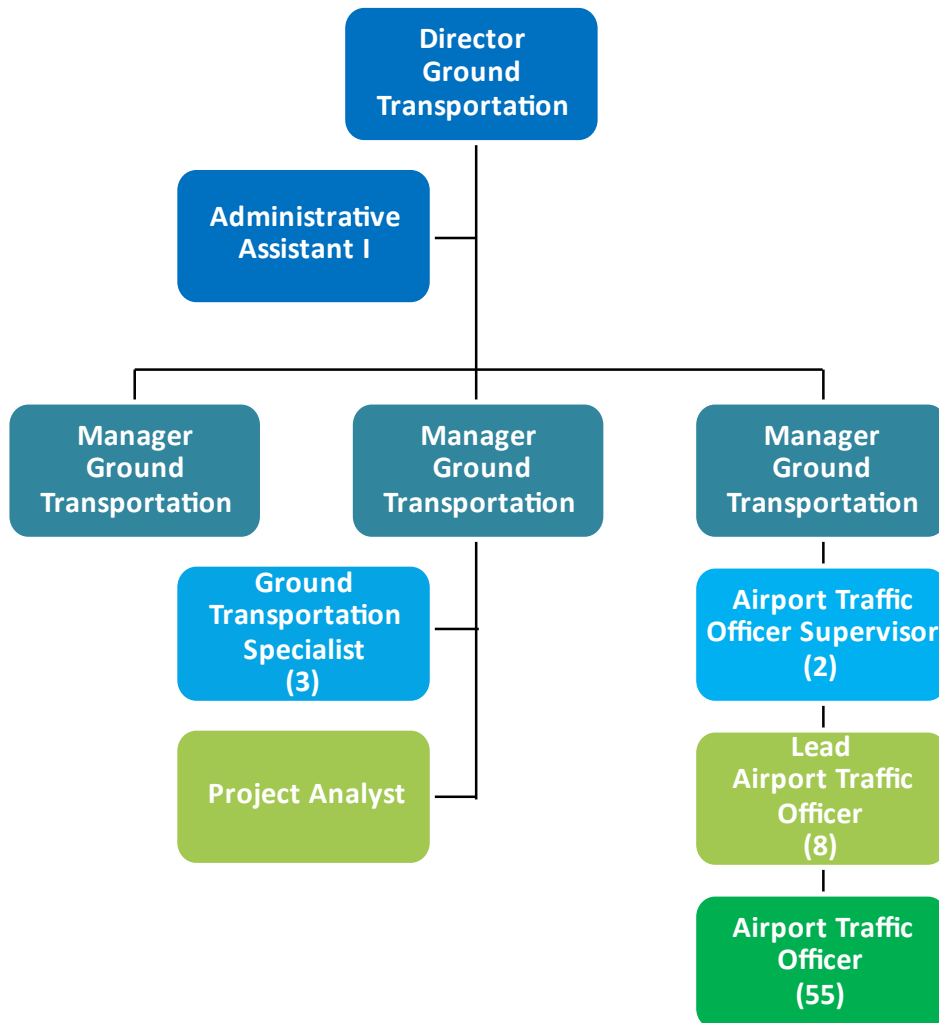 Director
Ground
Transportation
Administrative
Assistant I
Manager
Ground
Transportation
Manager
Ground
Transportation
Manager
Ground
Transportation
Ground
Transportation
Specialist
(3)
Project Analyst
Airport Traffic
Officer Supervisor
(2)
Lead
Airport Traffic
Officer
(8)
Airport Traffic
Officer
(55)